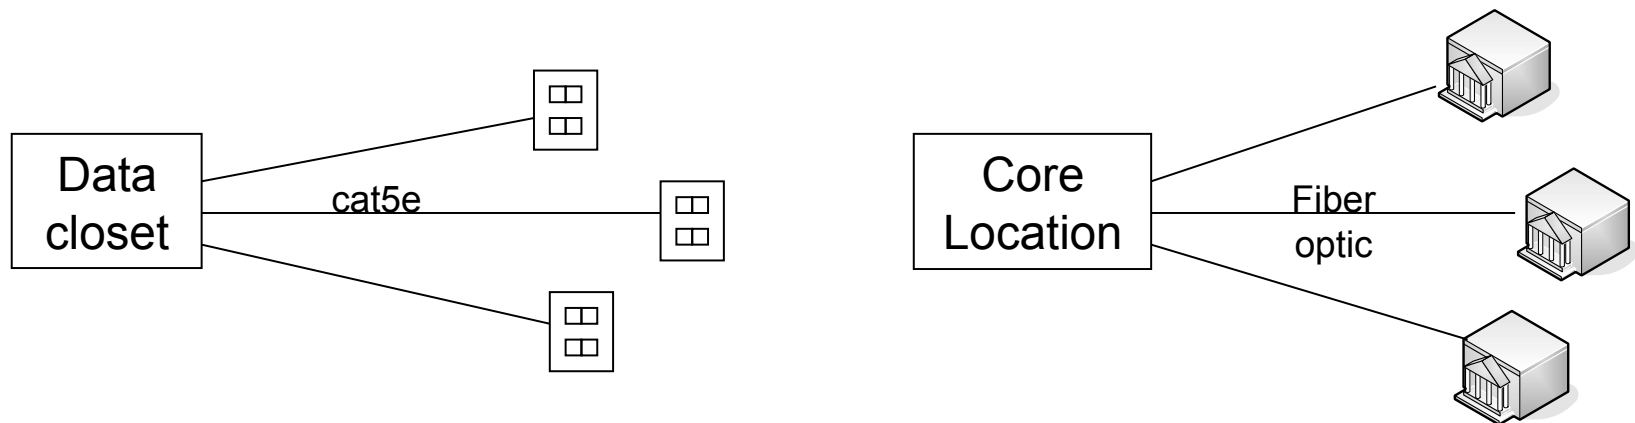 Data
closet
cat5e
Core
Location
Fiber
optic